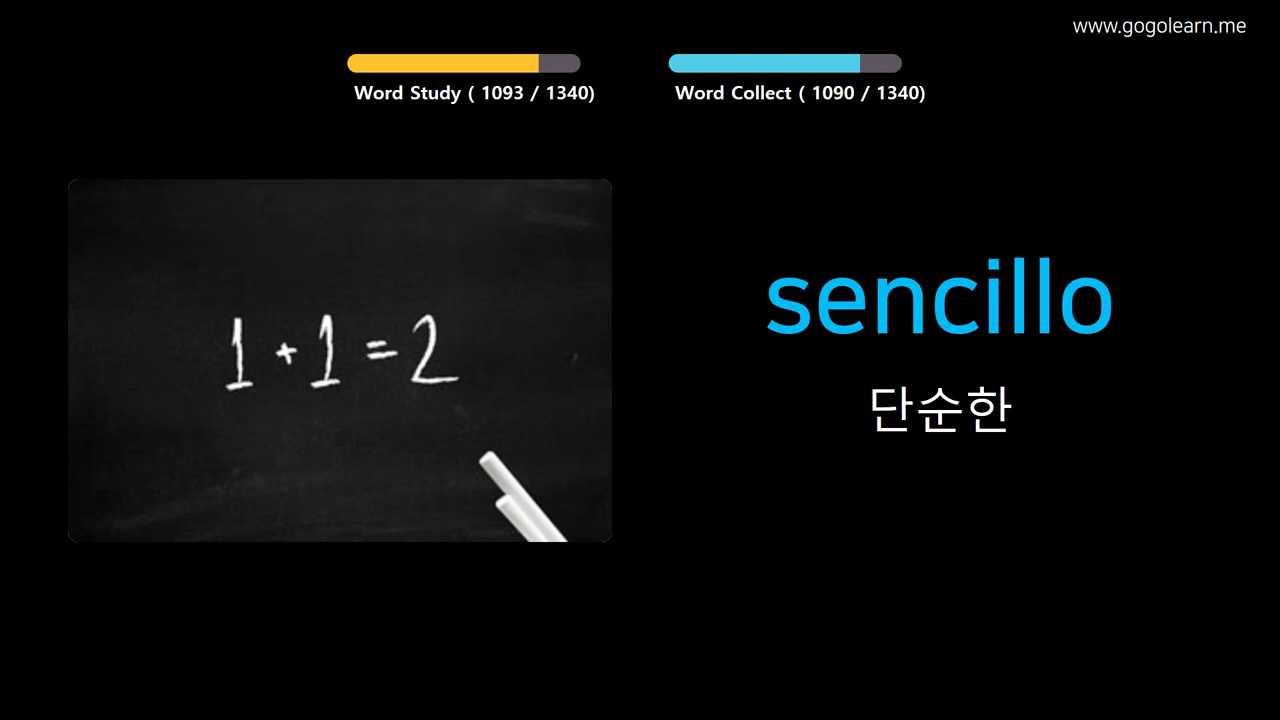 www.gogolearn.me
Word Study ( 1093 / 1340)
Word Collect ( 1090 / 1340)
1 + 1 = 2
sencillo
단순한